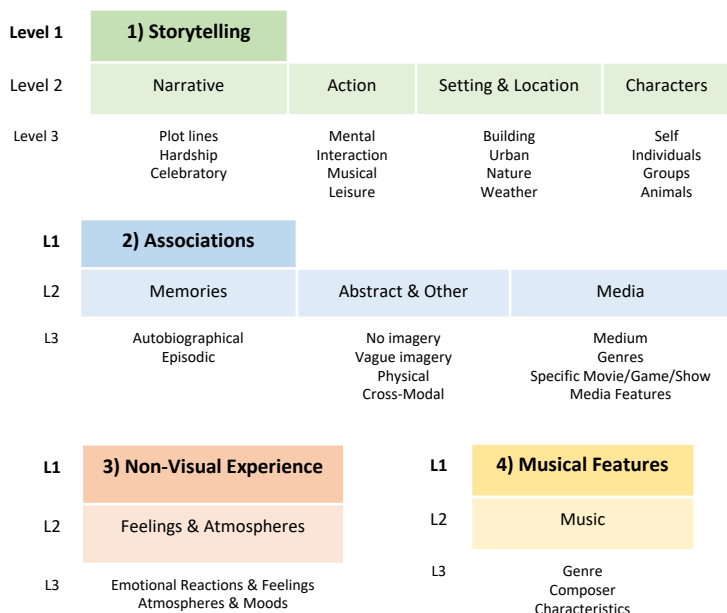 Level 1 1) Storytelling
Level 2 Narrative Action Setting & Location Characters
Level 3 Plot lines Mental Building Self
Hardship Interaction Urban Individuals
Celebratory Musical Nature Groups
Leisure Weather Animals
L1 2) Associations
L2 Memories Abstract & Other Media
L3 Autobiographical No imagery Medium
Episodic Vague imagery Genres
Physical Specific Movie/Game/Show
Cross-Modal Media Features
L1 3) Non-Visual Experience L1 4) Musical Features
L2 Feelings & Atmospheres L2 Music
L3 Emotional Reactions & Feelings L3 Genre
Atmospheres & Moods Composer
Characteristics